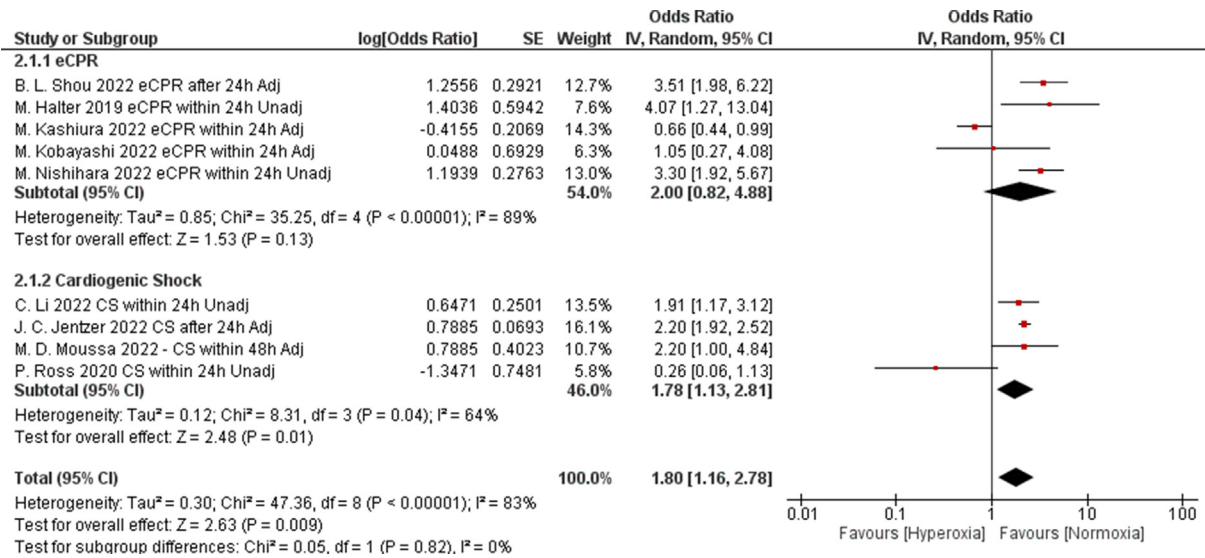 Odds Ratio Odds Ratio
Study or Subgroup log[Odds Ratio] SE Weight IV, Random, 95% CI IV, Random, 95% CI
2.1.1 eCPR
B. L. Shou 2022 eCPR after 24h Adj 1.2556 0.2921 12.7% 3.51 [1.98, 6.22]
M. Halter 2019 eCPR within 24h Unadj 1.4036 0.5942 7.6% 4.07 [1.27, 13.04]
M. Kashiura 2022 eCPR within 24h Adj -0.4155 0.2069 14.3% 0.66 [0.44, 0.99]
M. Kobayashi 2022 eCPR within 24h Adj 0.0488 0.6929 6.3% 1.05 [0.27, 4.08]
M. Nishihara 2022 eCPR within 24h Unadj 1.1939 0.2763 13.0% 3.30 [1.92, 5.67]
Subtotal (95% CI) 54.0% 2.00 [0.82, 4.88]
Heterogeneity: Tau² = 0.85; Chi² = 35.25, df = 4 (P < 0.00001); I² = 89%
Test for overall effect: Z = 1.53 (P = 0.13)
2.1.2 Cardiogenic Shock
C. Li 2022 CS within 24h Unadj 0.6471 0.2501 13.5% 1.91 [1.17, 3.12]
J. C. Jentzer 2022 CS after 24h Adj 0.7885 0.0693 16.1% 2.20 [1.92, 2.52]
M. D. Moussa 2022 - CS within 48h Adj 0.7885 0.4023 10.7% 2.20 [1.00, 4.84]
P. Ross 2020 CS within 24h Unadj -1.3471 0.7481 5.8% 0.26 [0.06, 1.13]
Subtotal (95% CI) 46.0% 1.78 [1.13, 2.81]
Heterogeneity: Tau² = 0.12; Chi² = 8.31, df = 3 (P = 0.04); I² = 64%
Test for overall effect: Z = 2.48 (P = 0.01)
Total (95% CI) 100.0% 1.80 [1.16, 2.78]
Heterogeneity: Tau² = 0.30; Chi² = 47.36, df = 8 (P < 0.00001); I² = 83%
Test for overall effect: Z = 2.63 (P = 0.009)
Test for subgroup differences: Chi² = 0.05, df = 1 (P = 0.82), I² = 0%
0.01 0.1 1 10 100
Favours [Hyperoxia] Favours [Normoxia]